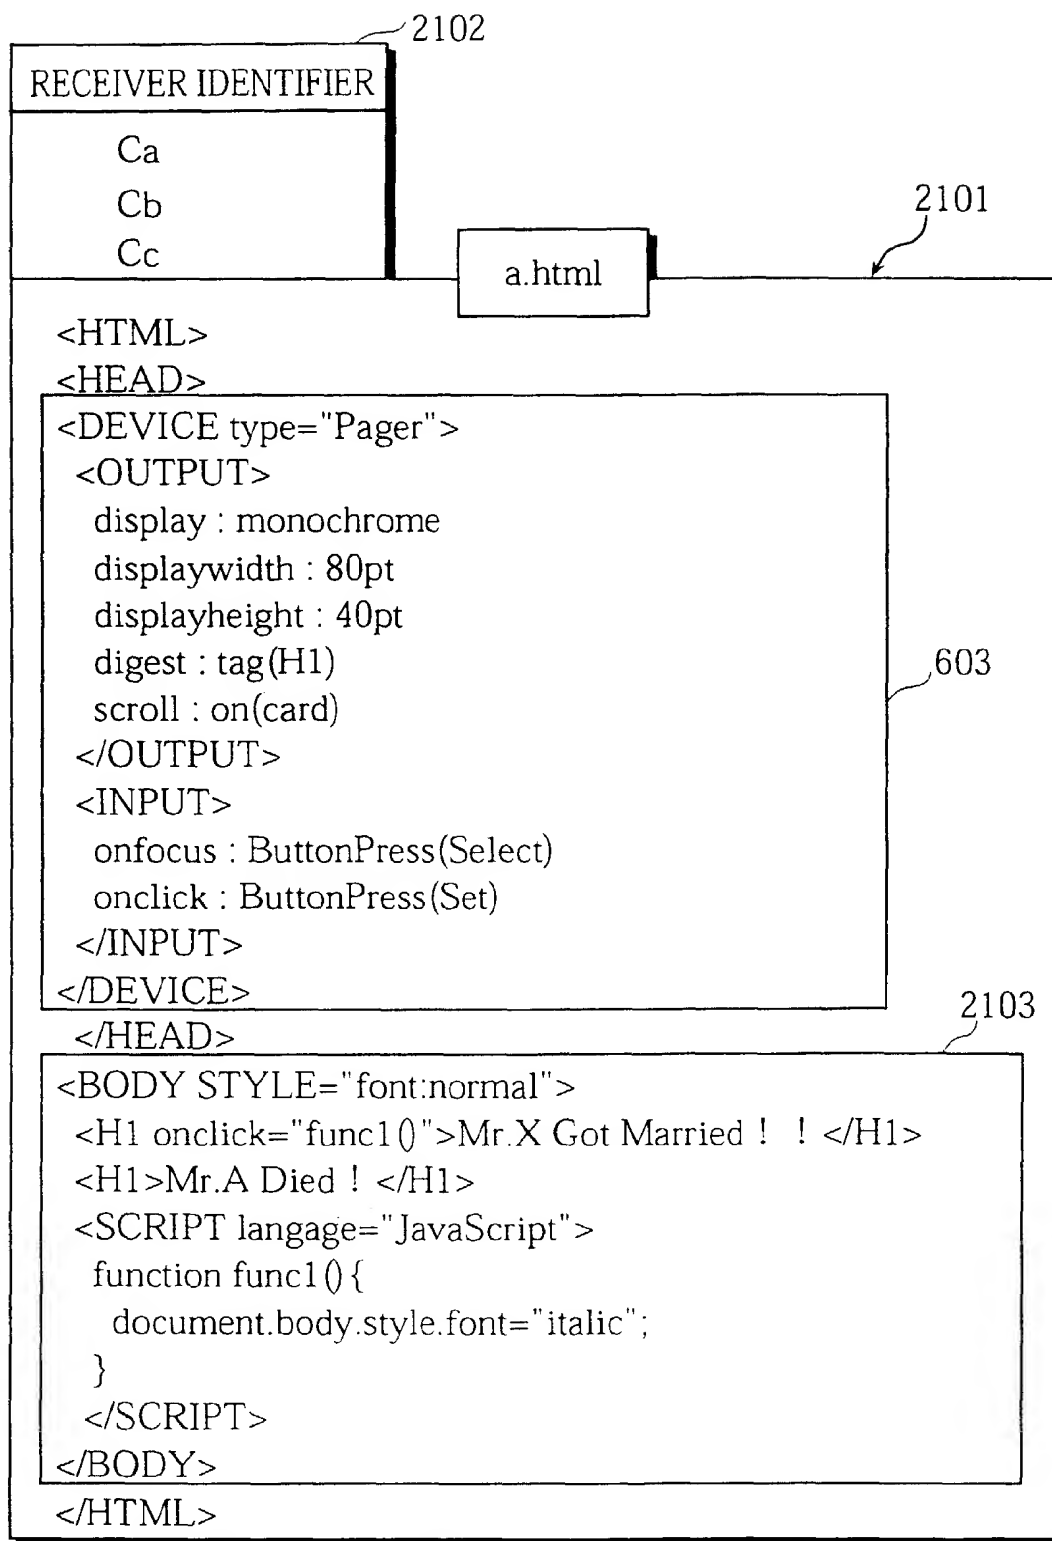 2102
RECEIVER IDENTIFIER
Ca
Cb
Cc
2101
a.html
<HTML>
<HEAD>
<DEVICE type="Pager">
<OUTPUT>
display : monochrome
displaywidth : 80pt
displayheight : 40pt
digest : tag(H1)
scroll : on(card)
</OUTPUT>
<INPUT>
onfocus : ButtonPress(Select)
onclick : ButtonPress(Set)
</INPUT>
</DEVICE>
603
</HEAD>
2103
<BODY STYLE="font:normal">
<H1 onclick="func1()">Mr.X Got Married ! ! </H1>
<H1>Mr.A Died ! </H1>
<SCRIPT langage="JavaScript">
function func1(){
document.body.style.font="italic";
}
</SCRIPT>
</BODY>
</HTML>